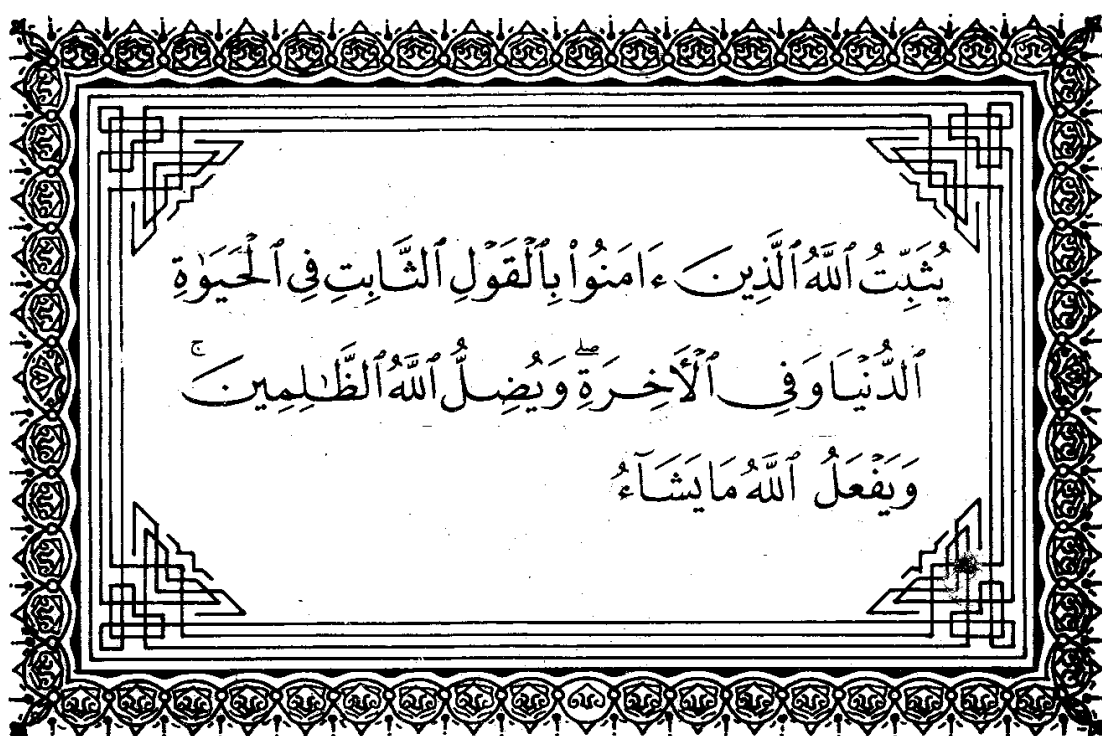 يُثَبِّتُ ٱللَّهُ ٱلَّذِينَ ءَامَنُوا۟ بِٱلْقَوْلِ ٱلثَّابِتِ فِى ٱلْحَيَوٰةِ
ٱلدُّنْيَا وَفِى ٱلْأَخِرَةِۖ وَيُضِلُّ ٱللَّهُ ٱلظَّٰلِمِينَۚ
وَيَفْعَلُ ٱللَّهُ مَا يَشَآءُ